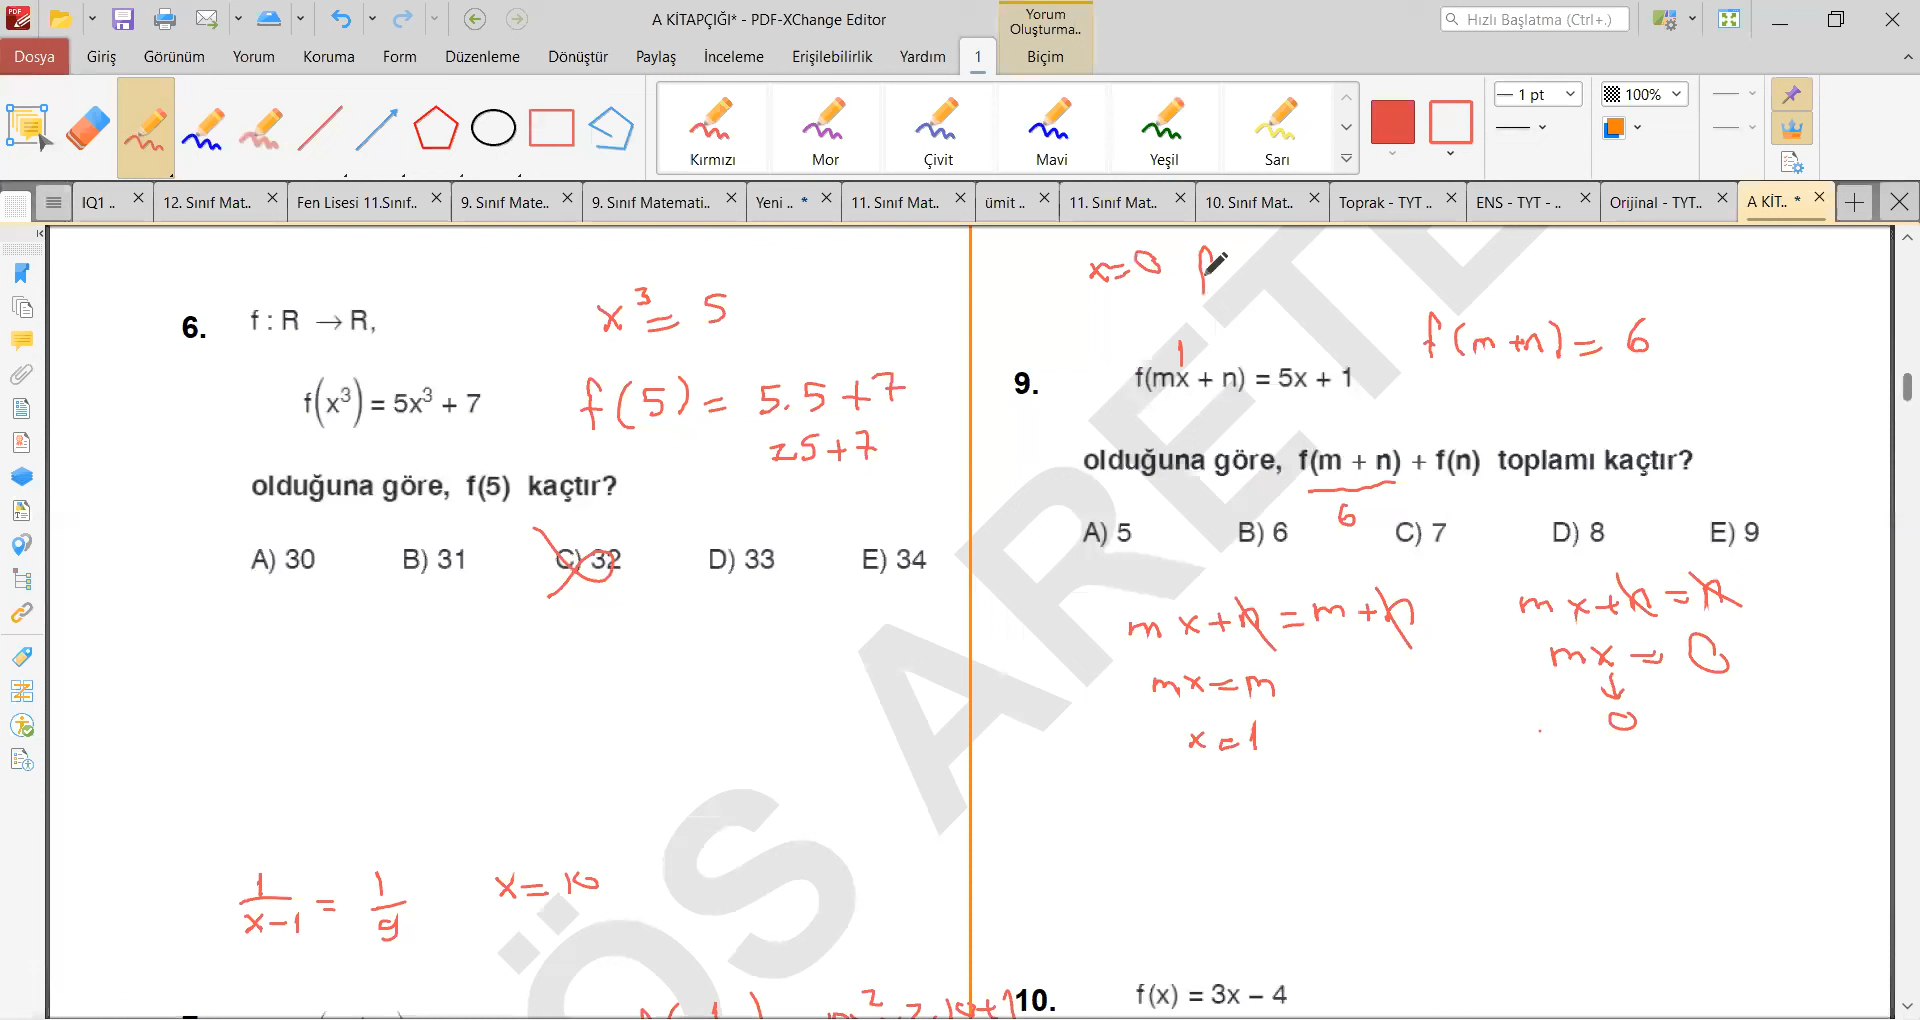 A KİTAPÇIĞI* - PDF-XChange Editor
Yorum Oluşturma..
Hızlı Başlatma (Ctrl+.)
Dosya Giriş Görünüm Yorum Koruma Form Düzenleme Dönüştür Paylaş İnceleme Erişilebilirlik Yardım 1 Biçim
1 pt 100%
Kırmızı Mor Çivit Mavi Yeşil Sarı
IQ1 .. 12. Sınıf Mat.. Fen Lisesi 11.Sınıf.. 9. Sınıf Mate.. 9. Sınıf Matemati.. Yeni .. * 11. Sınıf Mat.. ümit .. 11. Sınıf Mat.. 10. Sınıf Mat.. Toprak - TYT .. ENS - TYT - .. Orijinal - TYT.. A KİT.. *
6. f : R → R,
x³ = 5
f(x³) = 5x³ + 7
f(5) = 5.5+7
25+7
olduğuna göre, f(5) kaçtır?
A) 30 B) 31 C) 32 D) 33 E) 34
1/(x-1) = 1/9 x=10
x=0 f
f(m+n) = 6
1
9. f(mx + n) = 5x + 1
olduğuna göre, f(m + n) + f(n) toplamı kaçtır?
6
A) 5 B) 6 C) 7 D) 8 E) 9
mx+n = m+n
mx=m
x=1
mx+n=n
mx = 0
↓
0
10. f(x) = 3x – 4
ÖS ARETE